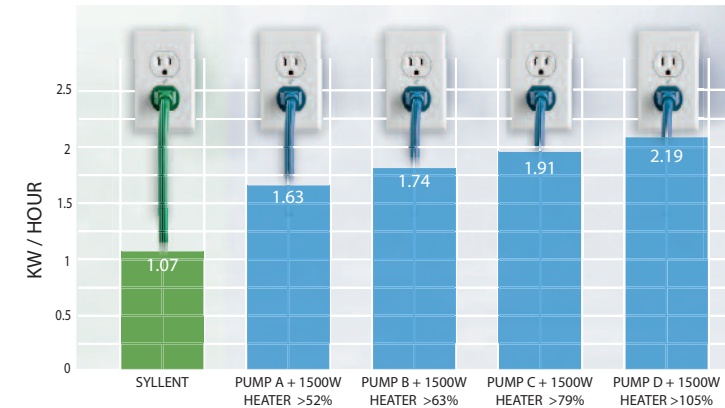 KW / HOUR
2.5
2
1.5
1
0.5
0
1.07
1.63
1.74
1.91
2.19
SYLLENT
PUMP A + 1500W
HEATER >52%
PUMP B + 1500W
HEATER >63%
PUMP C + 1500W
HEATER >79%
PUMP D + 1500W
HEATER >105%